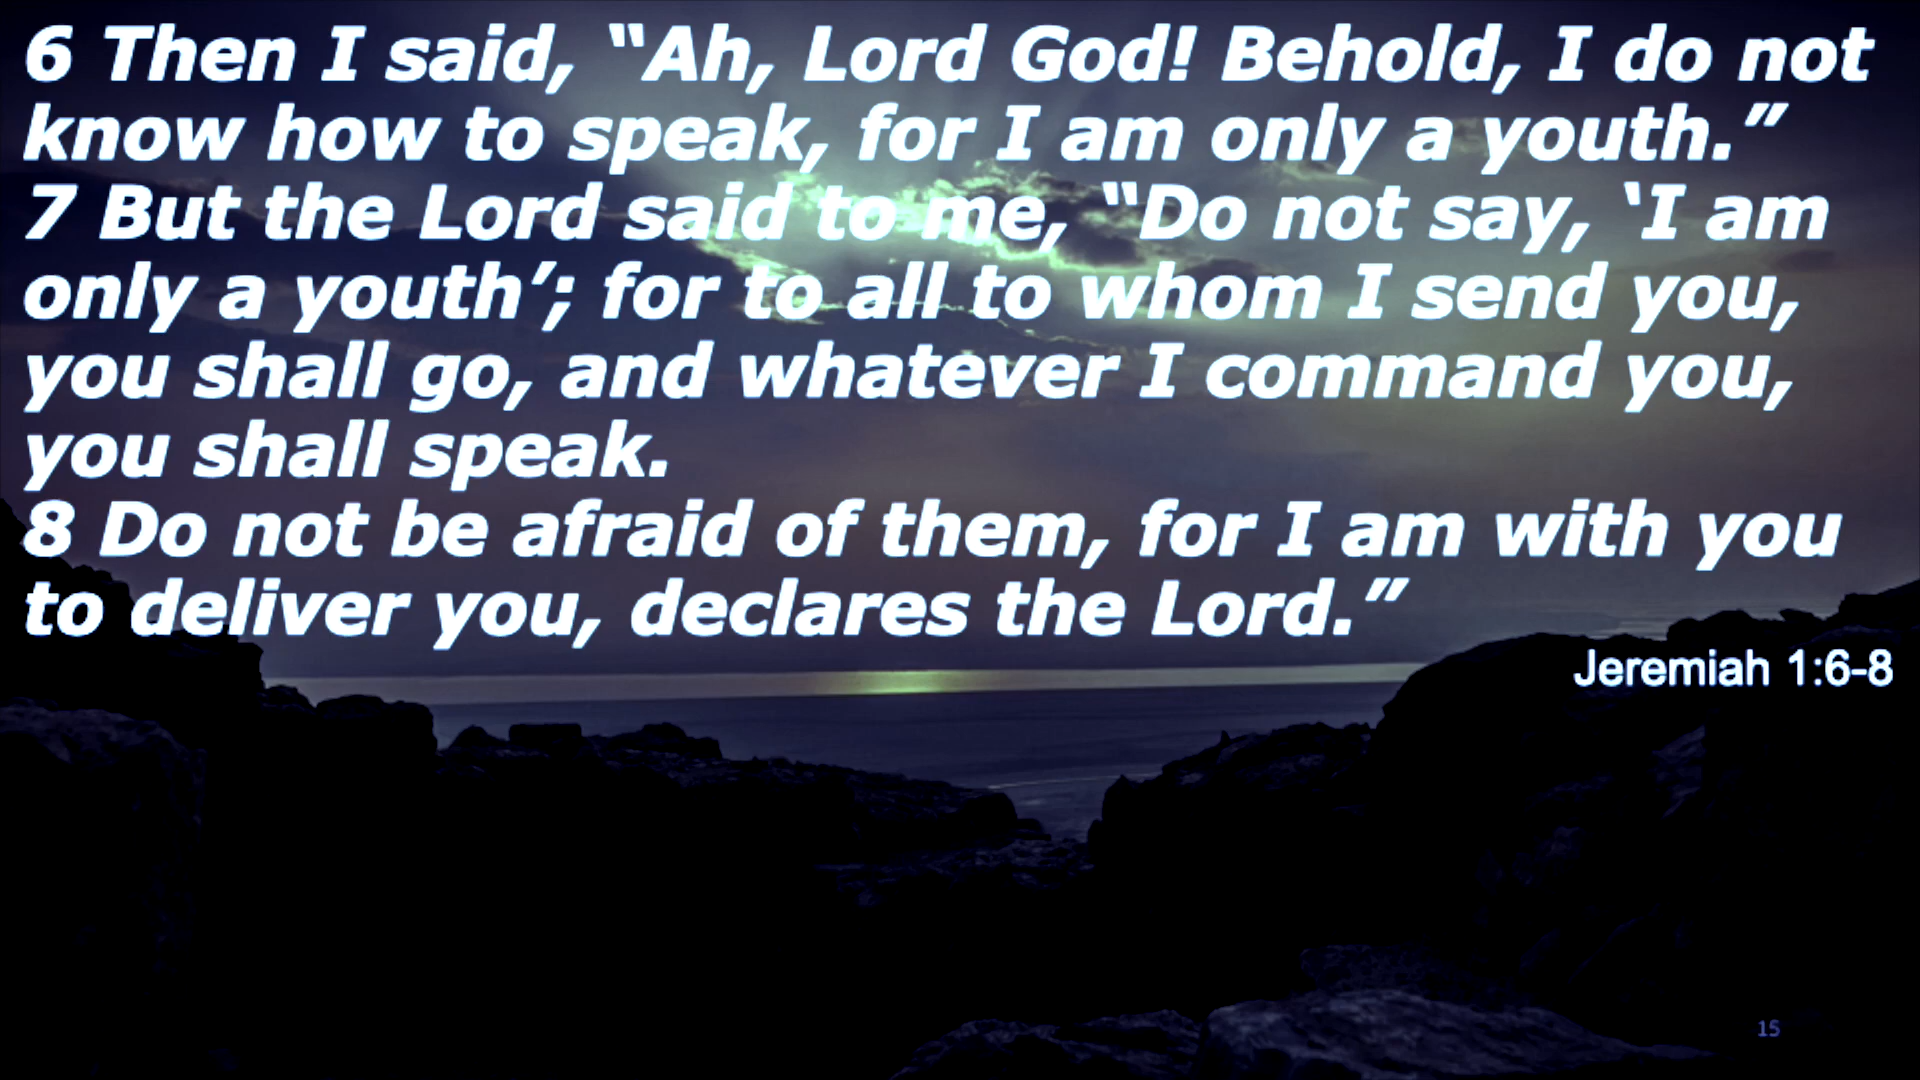 6 Then I said, “Ah, Lord God! Behold, I do not
know how to speak, for I am only a youth.”
7 But the Lord said to me, “Do not say, ‘I am
only a youth’; for to all to whom I send you,
you shall go, and whatever I command you,
you shall speak.
8 Do not be afraid of them, for I am with you
to deliver you, declares the Lord.”
Jeremiah 1:6-8
15